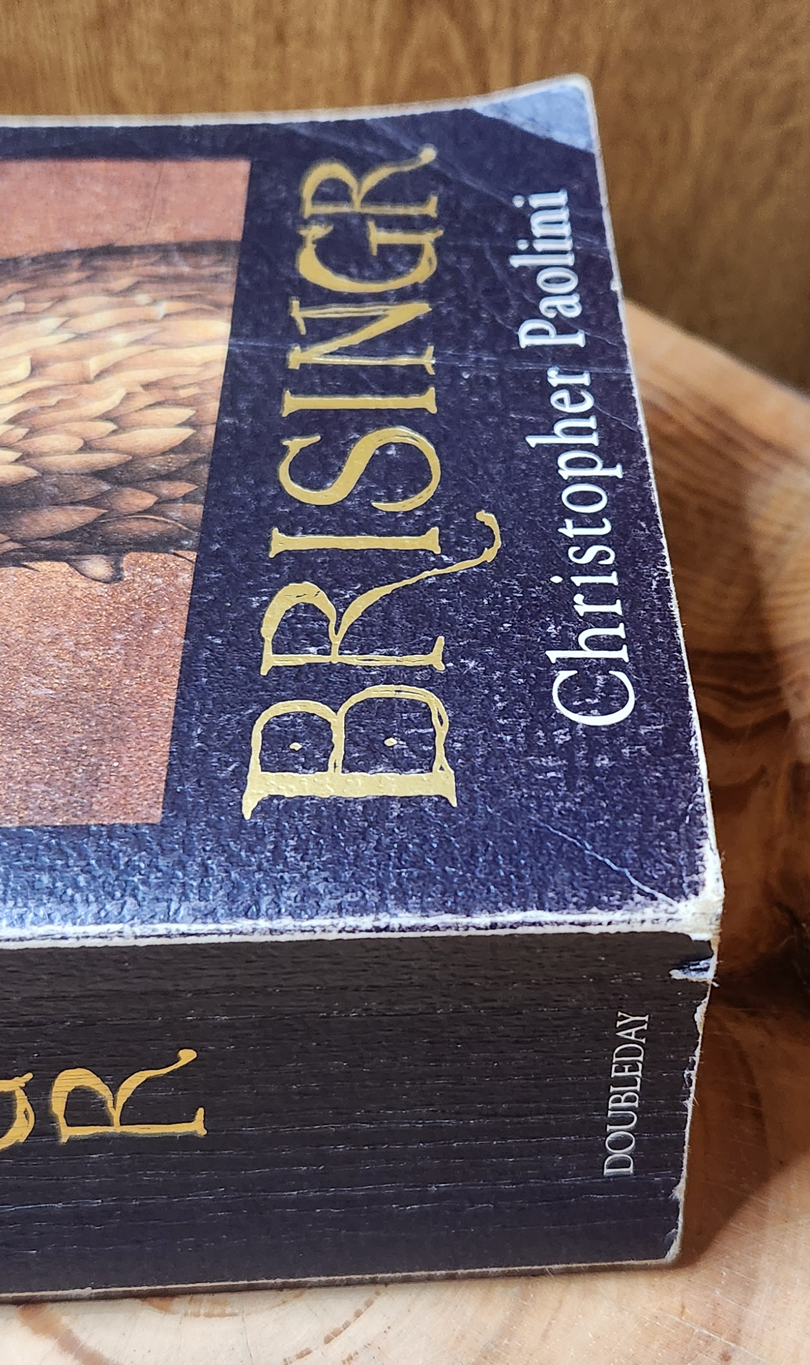 BRISINGR
Christopher Paolini
R
DOUBLEDAY